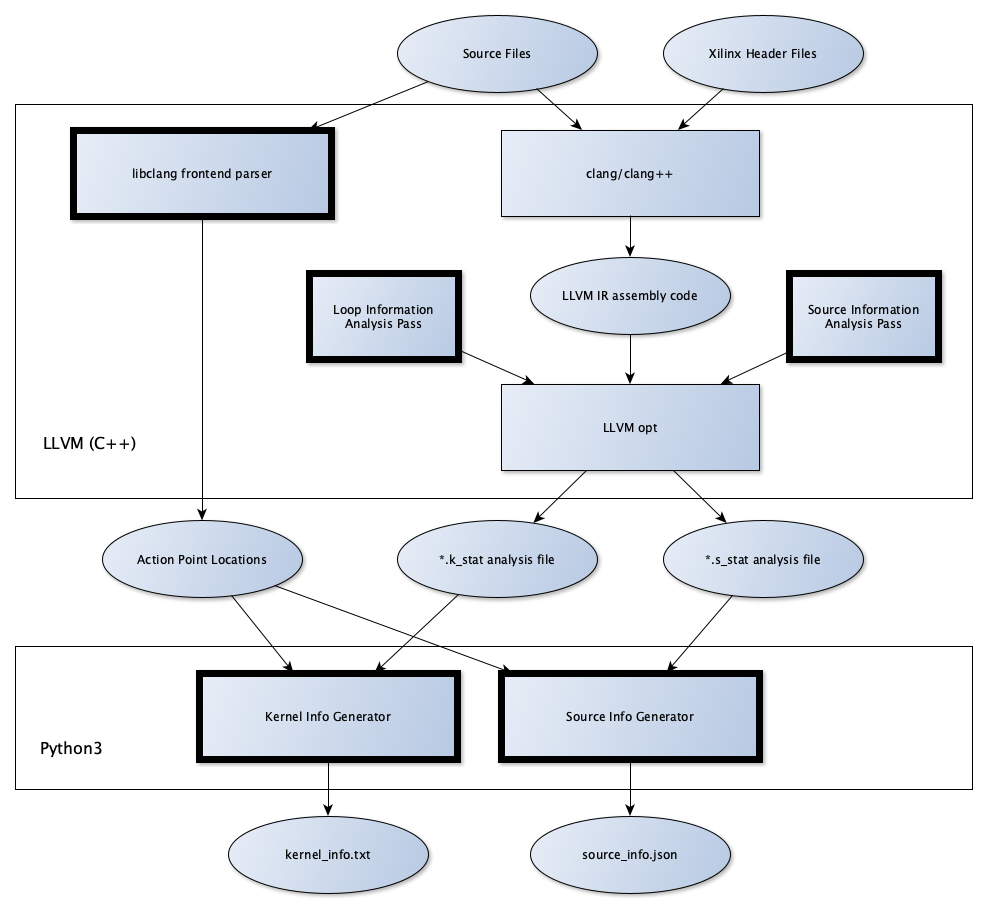 Source Files
Xilinx Header Files
libclang frontend parser
clang/clang++
LLVM IR assembly code
Loop Information
Analysis Pass
Source Information
Analysis Pass
LLVM opt
LLVM (C++)
Action Point Locations
*.k_stat analysis file
*.s_stat analysis file
Kernel Info Generator
Source Info Generator
Python3
kernel_info.txt
source_info.json